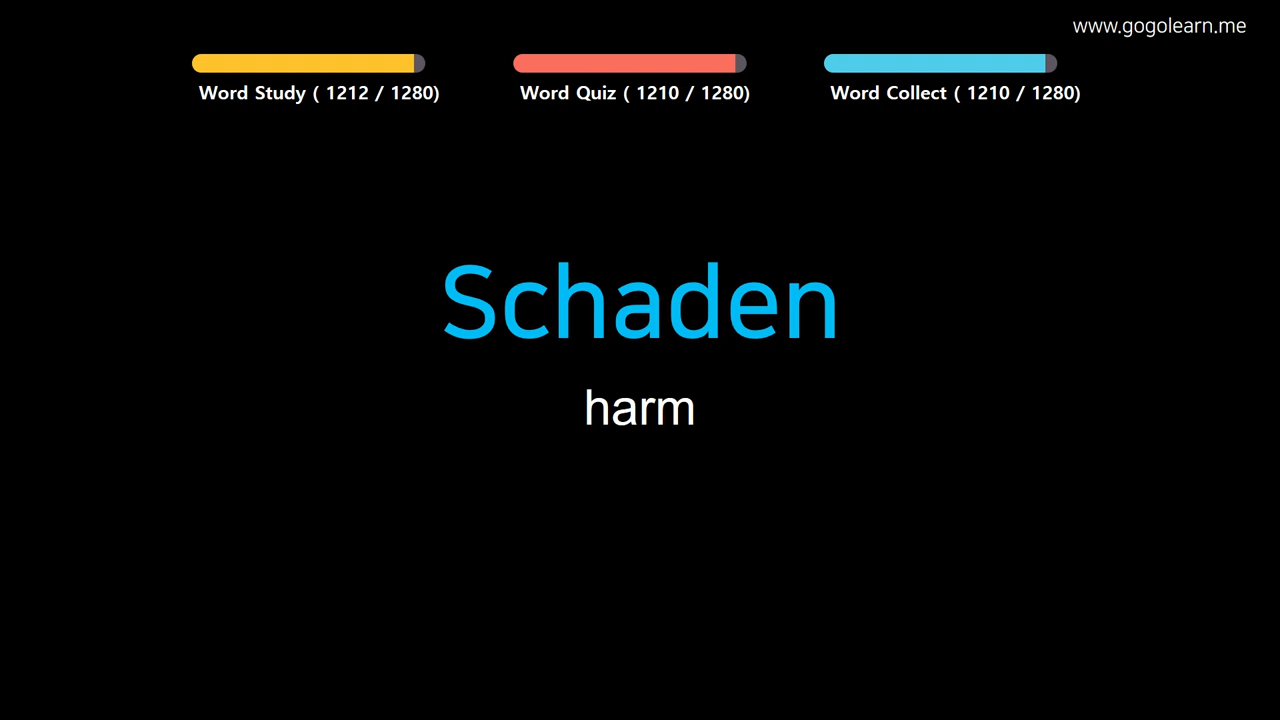 www.gogolearn.me
Word Study ( 1212 / 1280)
Word Quiz ( 1210 / 1280)
Word Collect ( 1210 / 1280)
Schaden
harm